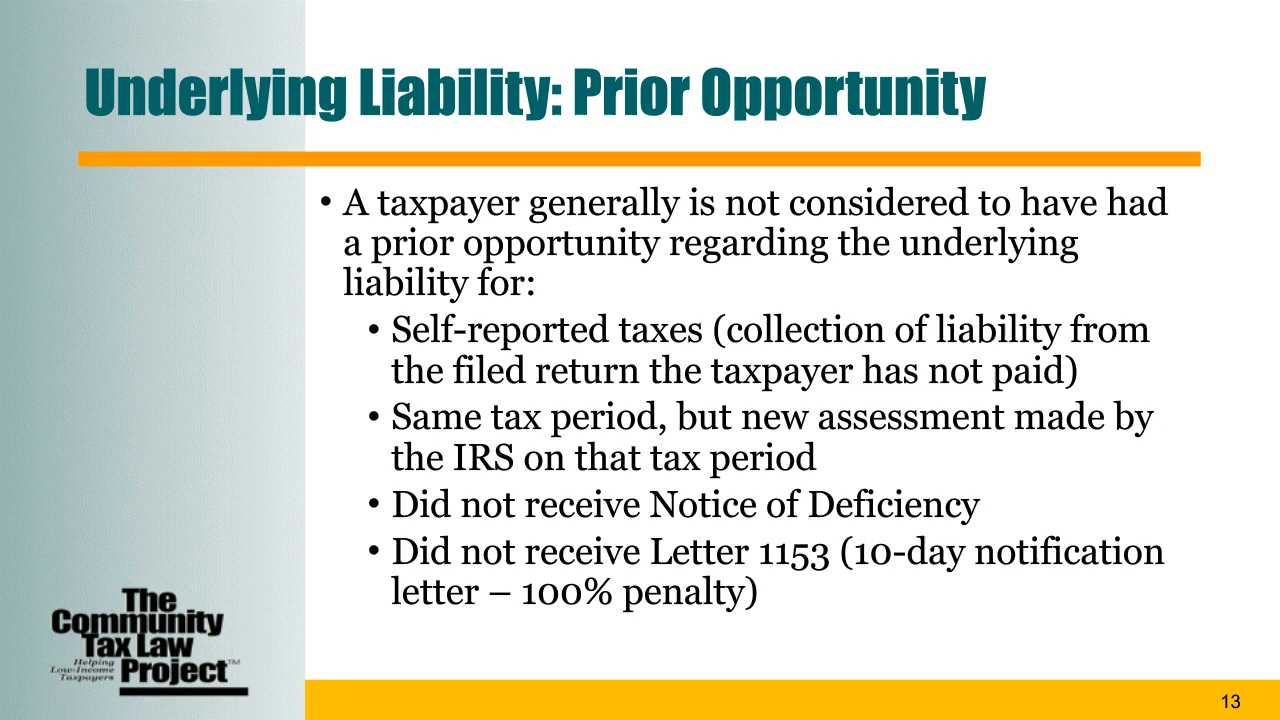 Underlying Liability: Prior Opportunity
• A taxpayer generally is not considered to have had
a prior opportunity regarding the underlying
liability for:
• Self-reported taxes (collection of liability from
the filed return the taxpayer has not paid)
• Same tax period, but new assessment made by
the IRS on that tax period
• Did not receive Notice of Deficiency
• Did not receive Letter 1153 (10-day notification
letter – 100% penalty)
The
Community
Tax Law
Helping
Low-Income
Taxpayers
Project™
13